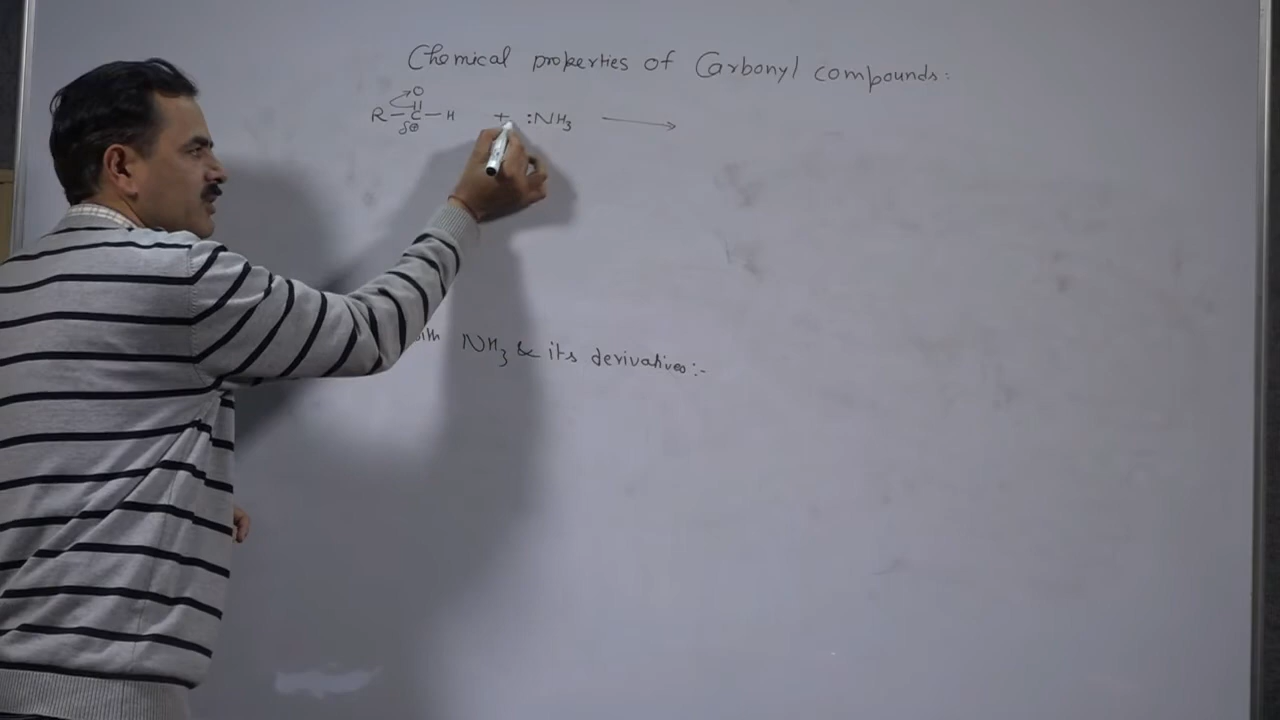 Chemical properties of Carbonyl compounds:
O
R-C-H + :NH3 ⟶
δ⊕
NH3 & its derivatives:-